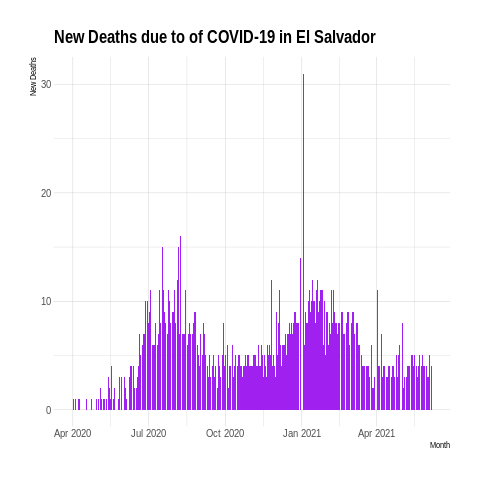 New Deaths due to of COVID-19 in El Salvador
New Deaths
30
20
10
0
Apr 2020 Jul 2020 Oct 2020 Jan 2021 Apr 2021
Month